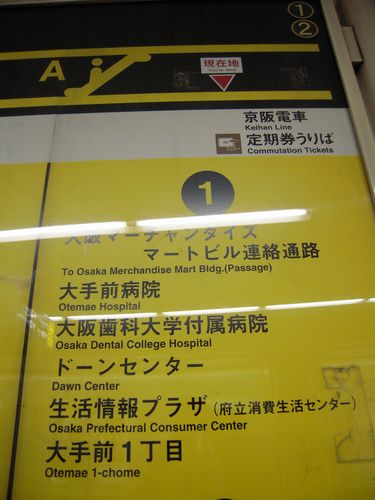 ①
②
A
現在地
You're here
京阪電車
Keihan Line
定期券うりば
Commutation Tickets
1
大阪マーチャンダイズ
マートビル連絡通路
To Osaka Merchandise Mart Bldg.(Passage)
大手前病院
Otemae Hospital
大阪歯科大学付属病院
Osaka Dental College Hospital
ドーンセンター
Dawn Center
生活情報プラザ（府立消費生活センター）
Osaka Prefectural Consumer Center
大手前1丁目
Otemae 1-chome